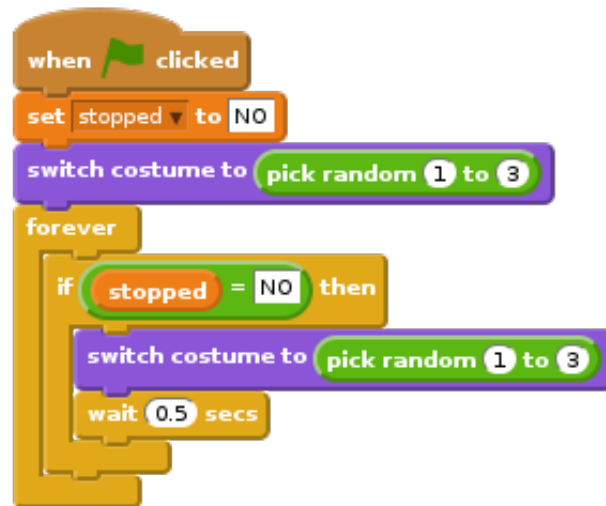 when clicked
set stopped to NO
switch costume to pick random 1 to 3
forever
if stopped = NO then
switch costume to pick random 1 to 3
wait 0.5 secs